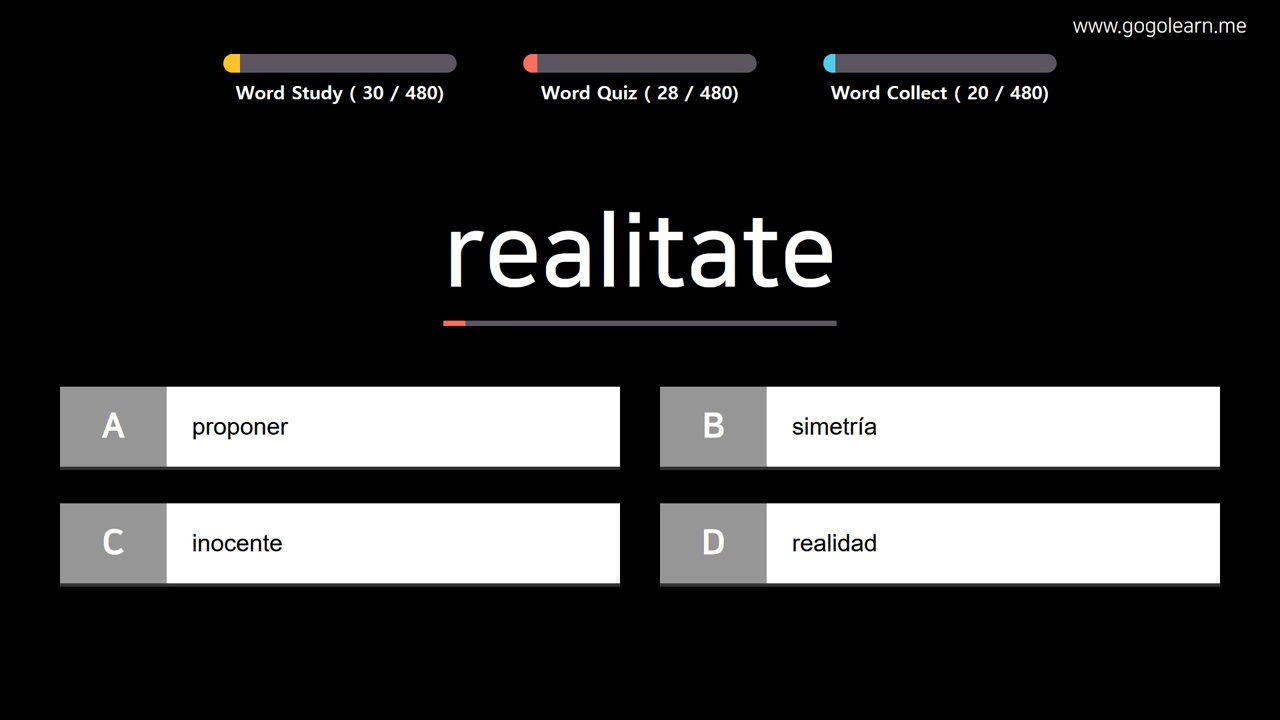 www.gogolearn.me
Word Study ( 30 / 480)
Word Quiz ( 28 / 480)
Word Collect ( 20 / 480)
realitate
A
proponer
B
simetría
C
inocente
D
realidad